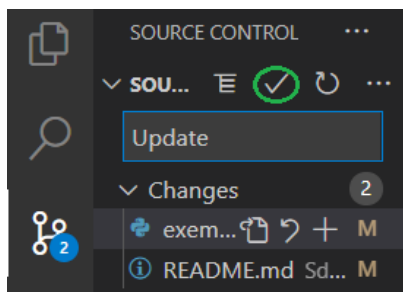 SOURCE CONTROL ...
SOU... ...
Update
Changes 2
exem... M
2
README.md Sd... M